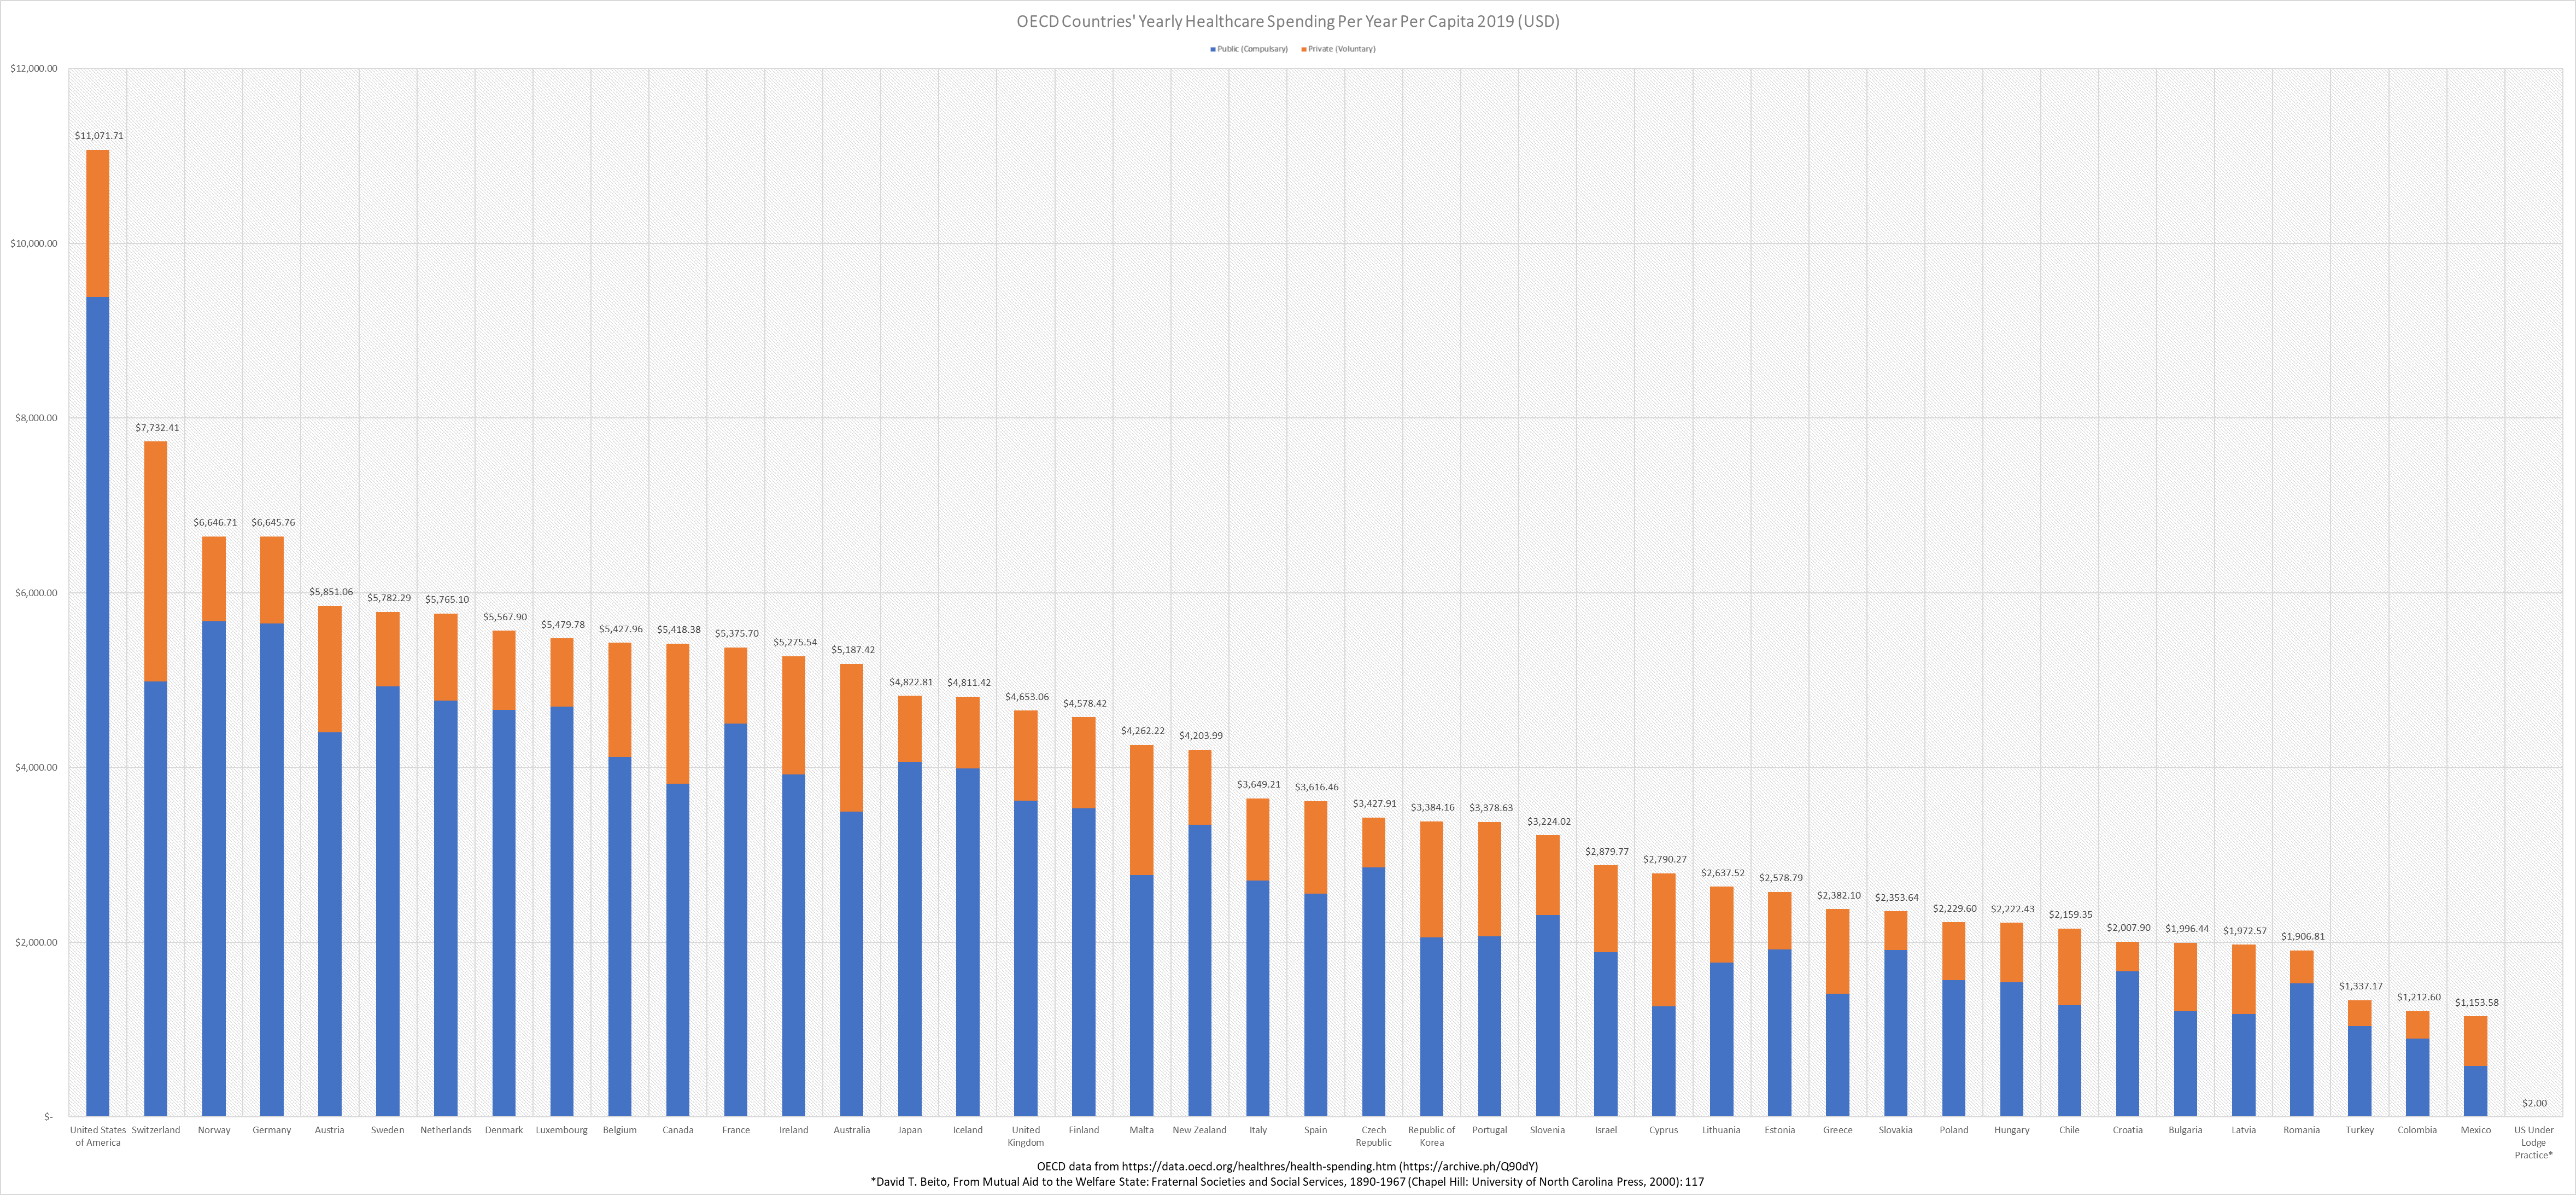 OECD Countries' Yearly Healthcare Spending Per Year Per Capita 2019 (USD)
Public (Compulsary) Private (Voluntary)
$12,000.00
$10,000.00
$8,000.00
$6,000.00
$4,000.00
$2,000.00
$-
$11,071.71
$7,732.41
$6,646.71
$6,645.76
$5,851.06
$5,782.29
$5,765.10
$5,567.90
$5,479.78
$5,427.96
$5,418.38
$5,375.70
$5,275.54
$5,187.42
$4,822.81
$4,811.42
$4,653.06
$4,578.42
$4,262.22
$4,203.99
$3,649.21
$3,616.46
$3,427.91
$3,384.16
$3,378.63
$3,224.02
$2,879.77
$2,790.27
$2,637.52
$2,578.79
$2,382.10
$2,353.64
$2,229.60
$2,222.43
$2,159.35
$2,007.90
$1,996.44
$1,972.57
$1,906.81
$1,337.17
$1,212.60
$1,153.58
$2.00
United States
of America
Switzerland
Norway
Germany
Austria
Sweden
Netherlands
Denmark
Luxembourg
Belgium
Canada
France
Ireland
Australia
Japan
Iceland
United
Kingdom
Finland
Malta
New Zealand
Italy
Spain
Czech
Republic
Republic of
Korea
Portugal
Slovenia
Israel
Cyprus
Lithuania
Estonia
Greece
Slovakia
Poland
Hungary
Chile
Croatia
Bulgaria
Latvia
Romania
Turkey
Colombia
Mexico
US Under
Lodge
Practice*
OECD data from https://data.oecd.org/healthres/health-spending.htm (https://archive.ph/Q90dY)
*David T. Beito, From Mutual Aid to the Welfare State: Fraternal Societies and Social Services, 1890-1967 (Chapel Hill: University of North Carolina Press, 2000): 117